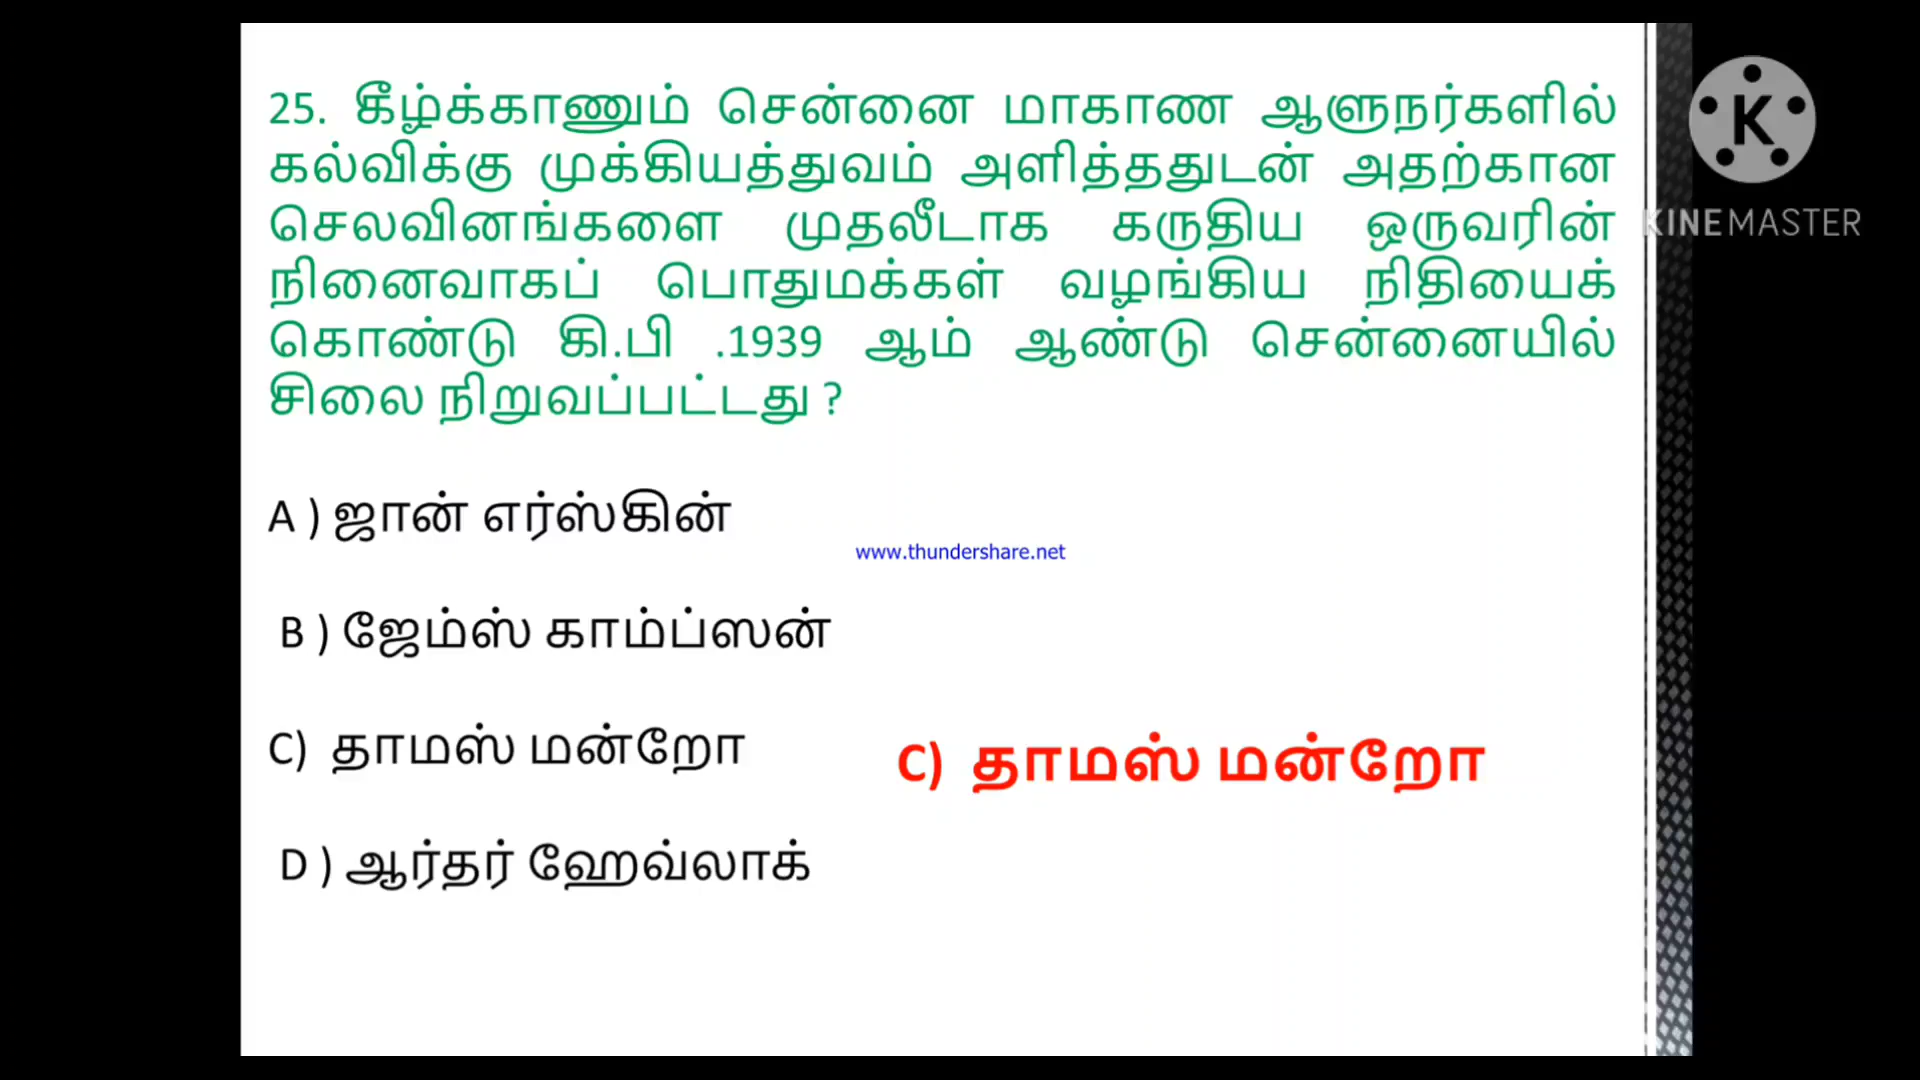 25. கீழ்க்காணும் சென்னை மாகாண ஆளுநர்களில்
கல்விக்கு முக்கியத்துவம் அளித்ததுடன் அதற்கான
செலவினங்களை முதலீடாக கருதிய ஒருவரின்
நினைவாகப் பொதுமக்கள் வழங்கிய நிதியைக்
கொண்டு கி.பி .1939 ஆம் ஆண்டு சென்னையில்
சிலை நிறுவப்பட்டது ?
A ) ஜான் எர்ஸ்கின்
www.thundershare.net
B ) ஜேம்ஸ் காம்ப்ஸன்
C) தாமஸ் மன்றோ
C) தாமஸ் மன்றோ
D ) ஆர்தர் ஹேவ்லாக்
K
KINEMASTER